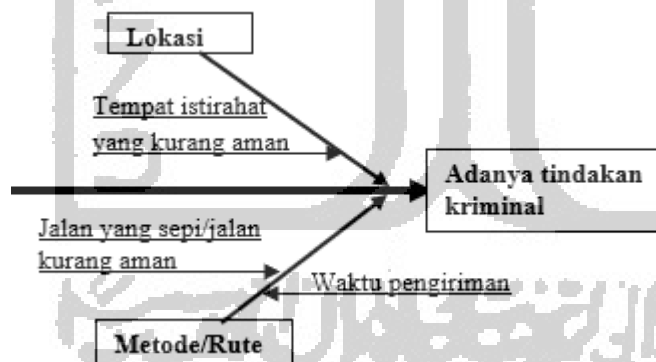 Lokasi
Tempat istirahat
yang kurang aman
Adanya tindakan
kriminal
Jalan yang sepi/jalan
kurang aman
Waktu pengiriman
Metode/Rute